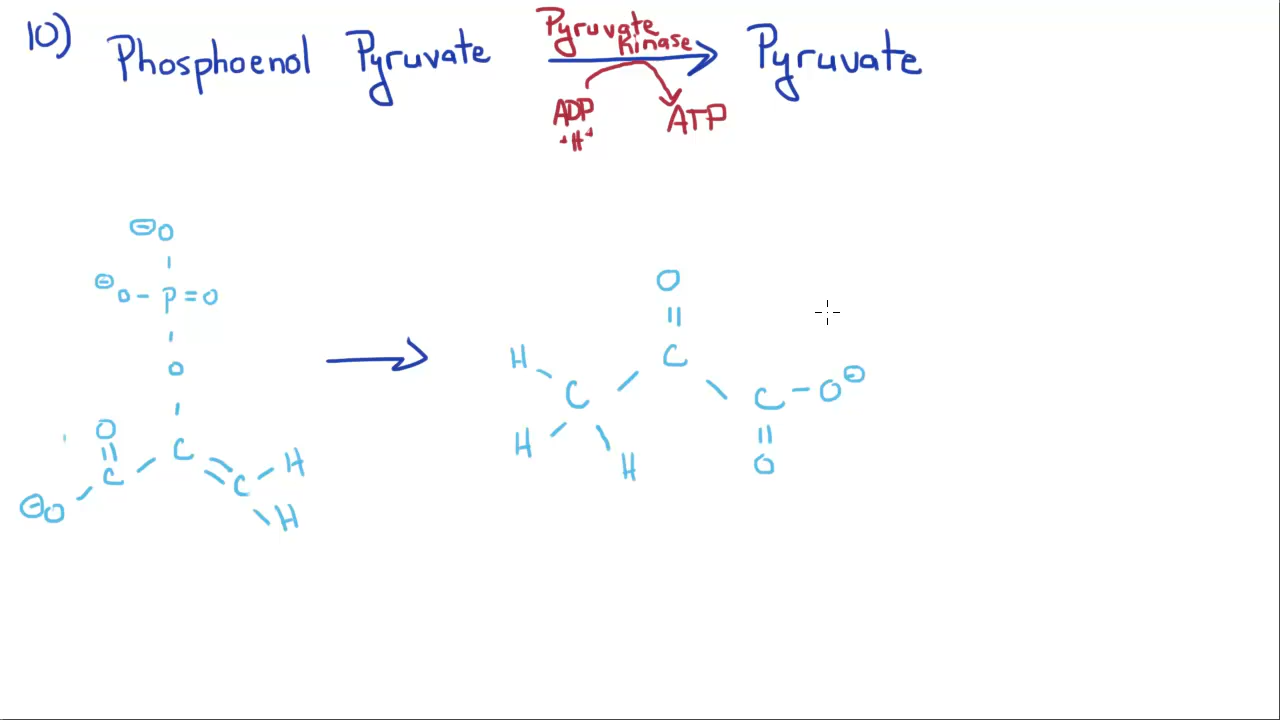 10) Phosphoenol Pyruvate Pyruvate Kinase Pyruvate
ADP ATP
"H"
⊖O
⊖O-P=O
O
O
C
C
⊖O
C
H
H
O
H
C
C
C-O⊖
H
H
O